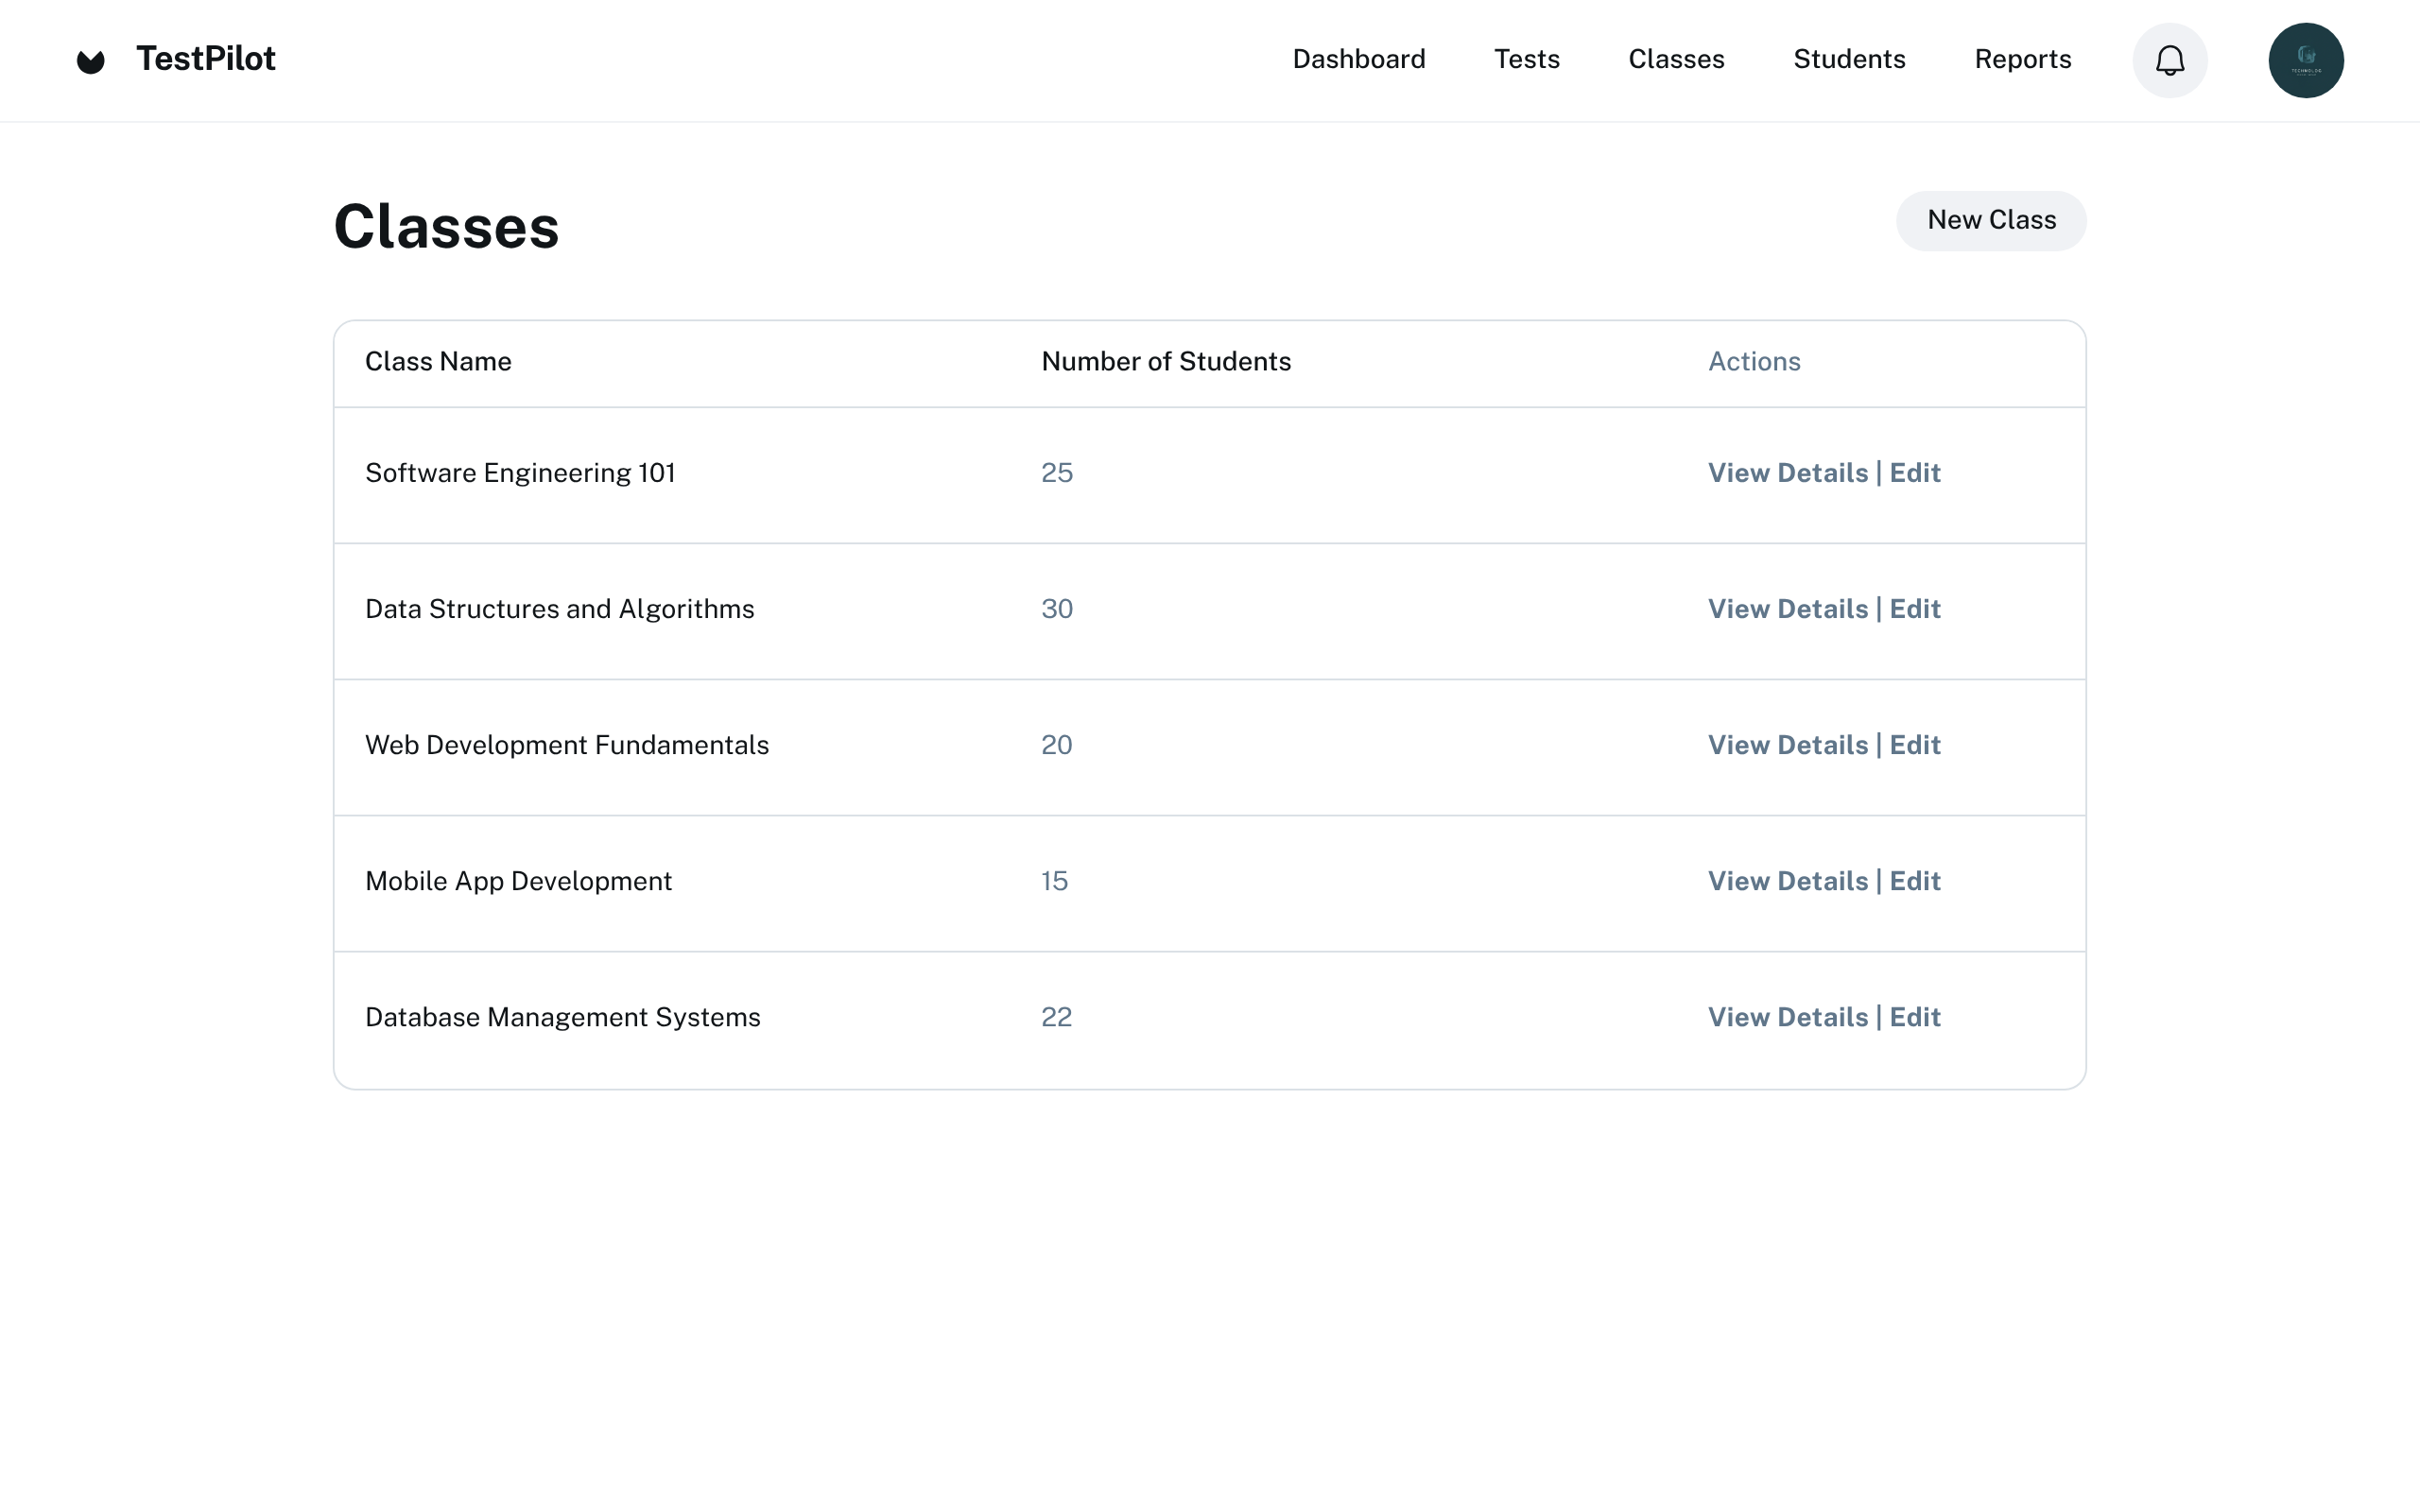 TestPilot
Dashboard Tests Classes Students Reports
Classes
New Class
Class Name Number of Students Actions
Software Engineering 101 25 View Details | Edit
Data Structures and Algorithms 30 View Details | Edit
Web Development Fundamentals 20 View Details | Edit
Mobile App Development 15 View Details | Edit
Database Management Systems 22 View Details | Edit